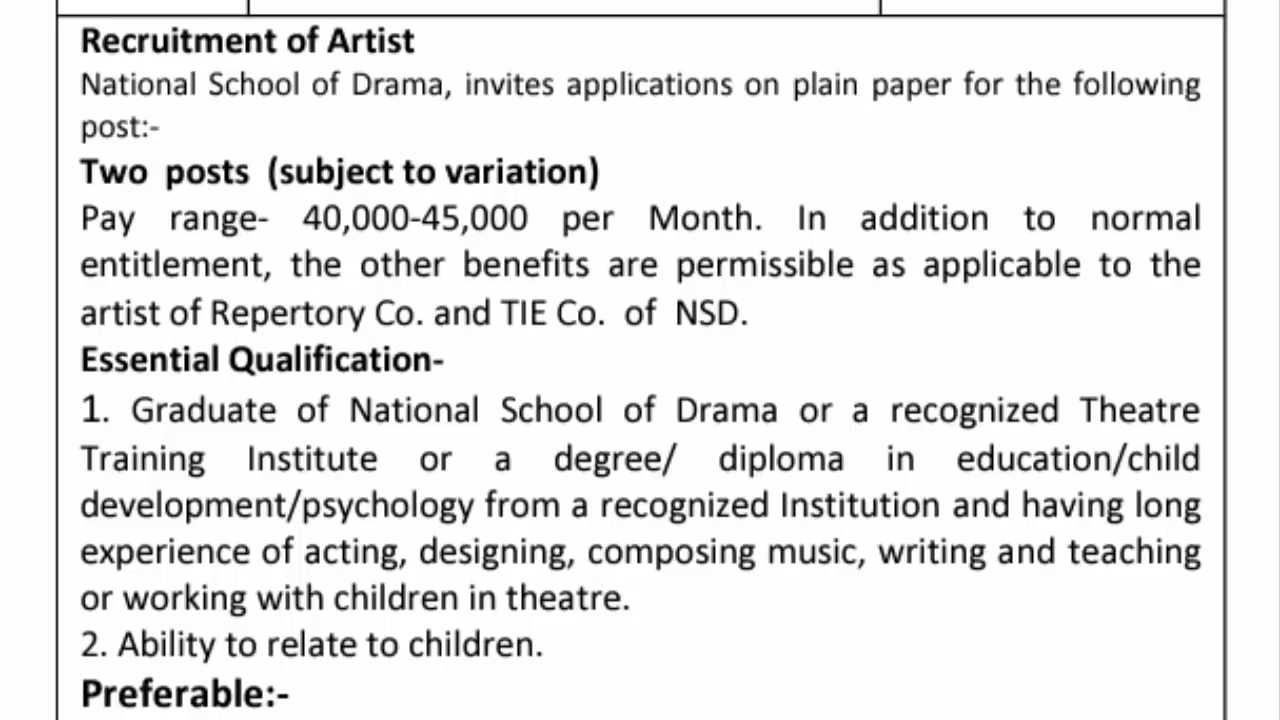 Recruitment of Artist
National School of Drama, invites applications on plain paper for the following
post:-
Two posts (subject to variation)
Pay range- 40,000-45,000 per Month. In addition to normal
entitlement, the other benefits are permissible as applicable to the
artist of Repertory Co. and TIE Co. of NSD.
Essential Qualification-
1. Graduate of National School of Drama or a recognized Theatre
Training Institute or a degree/ diploma in education/child
development/psychology from a recognized Institution and having long
experience of acting, designing, composing music, writing and teaching
or working with children in theatre.
2. Ability to relate to children.
Preferable:-